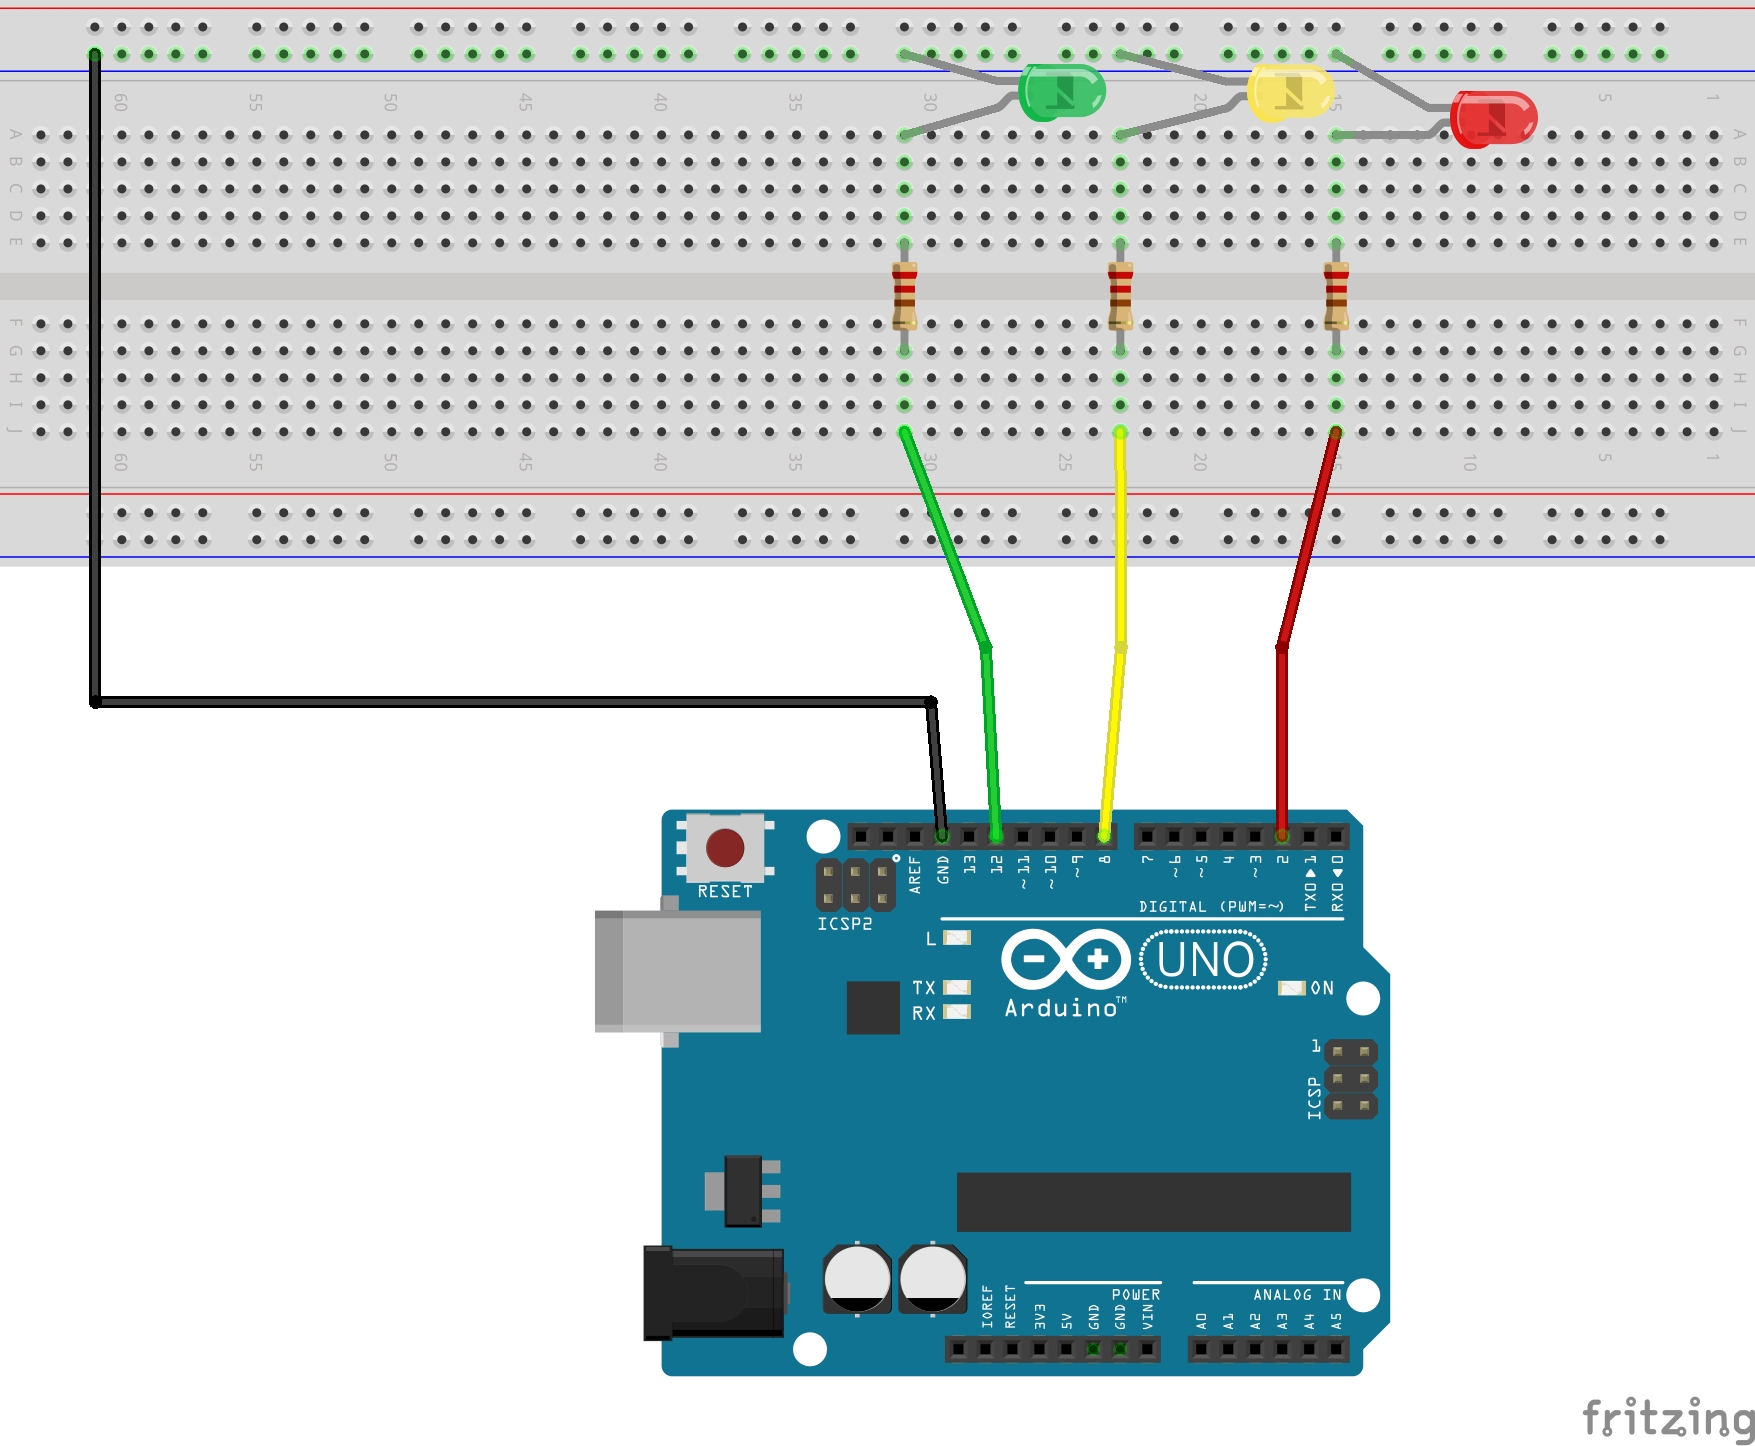 60 55 50 45 40 35 30 20 15 5 1
A A
B B
C C
D D
E E
F F
G G
H H
I I
J J
60 55 50 45 40 35 30 25 20 15 10 5 1
RESET
AREF GND 13 12 ~11 ~10 ~9 8 7 ~6 ~5 4 ~3 2 TX0▶1 RX0◀0
ICSP2
DIGITAL (PWM=~)
L
TX
RX
Arduino™
UNO
ON
1
ICSP
POWER
ANALOG IN
IOREF RESET 3V3 5V GND GND VIN A0 A1 A2 A3 A4 A5
fritzing